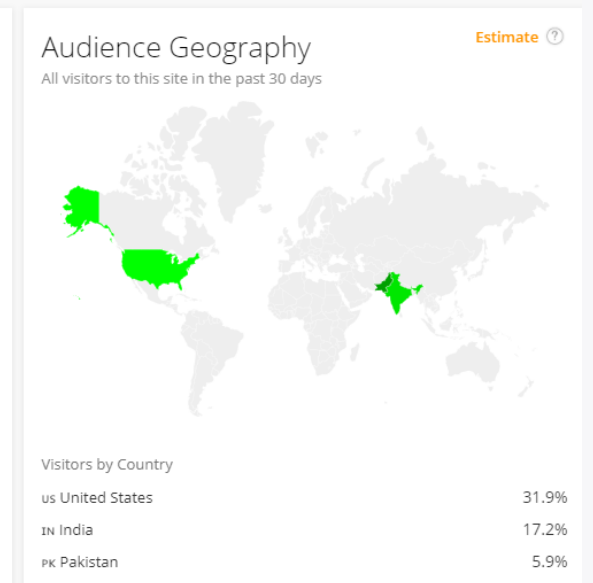 Audience Geography
Estimate ?
All visitors to this site in the past 30 days
Visitors by Country
US United States 31.9%
IN India 17.2%
PK Pakistan 5.9%